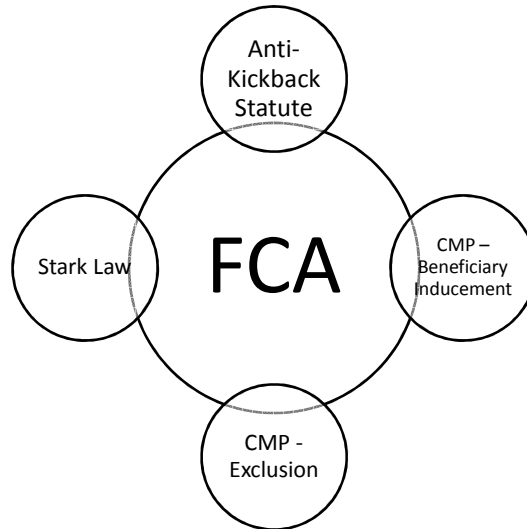 Anti-
Kickback
Statute
Stark Law
FCA
CMP –
Beneficiary
Inducement
CMP -
Exclusion